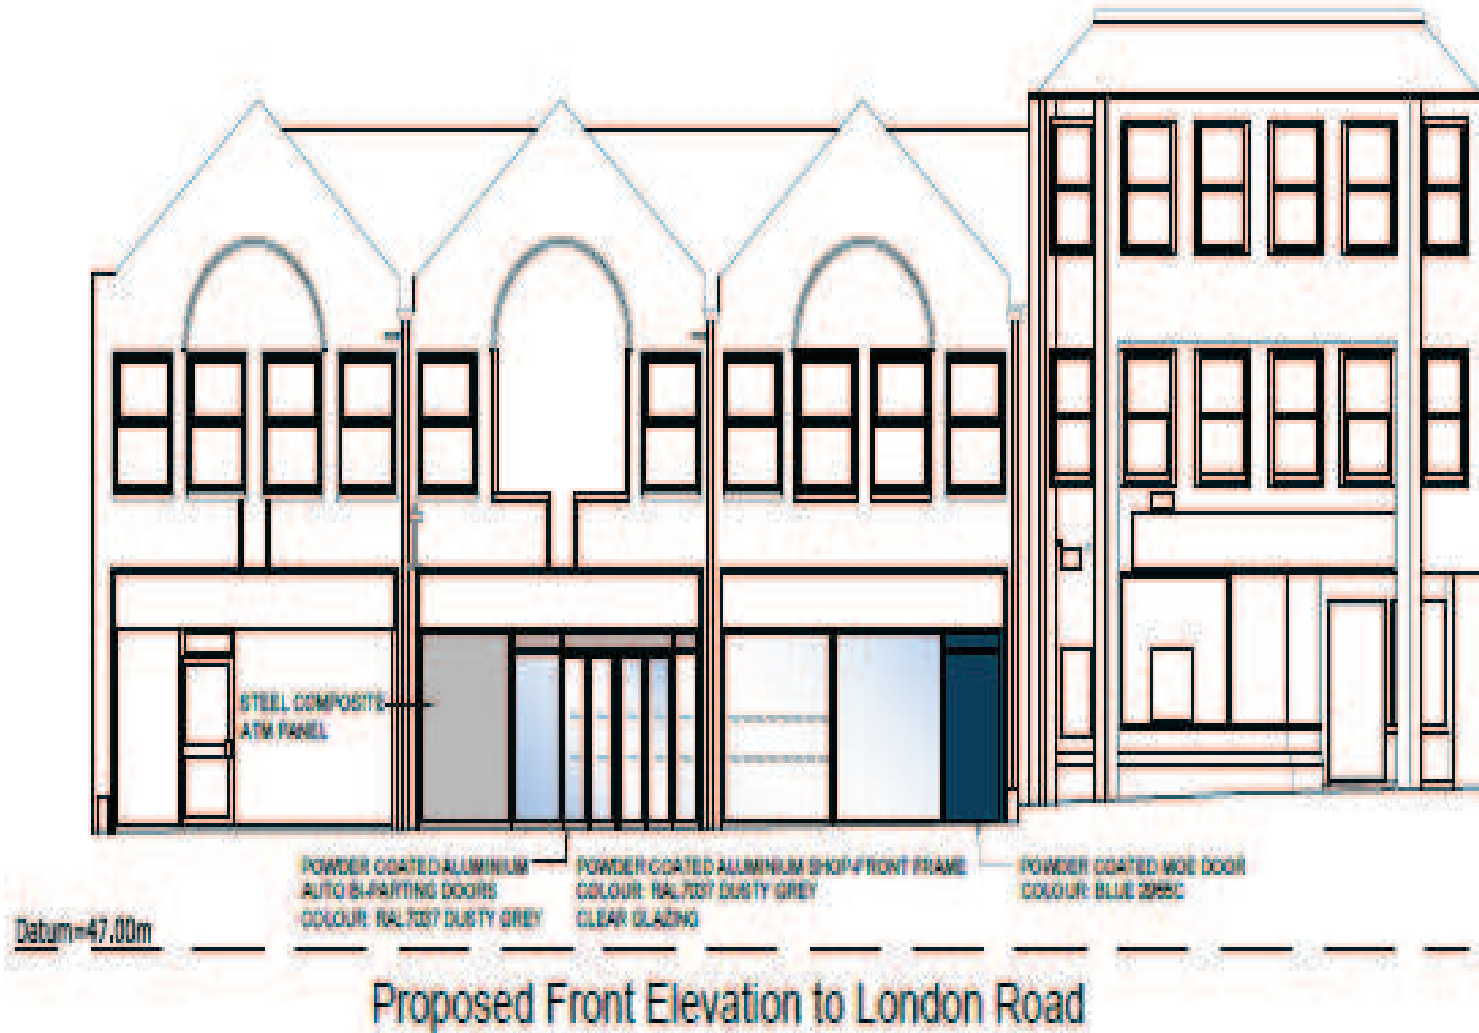 STEEL COMPOSITE
ATM PANEL
POWDER COATED ALUMINIUM
AUTO BI-PARTING DOORS
COLOUR: RAL7037 DUSTY GREY
POWDER COATED ALUMINIUM SHOP-FRONT FRAME
COLOUR: RAL7037 DUSTY GREY
CLEAR GLAZING
POWDER COATED MOE DOOR
COLOUR: BLUE
Datum=47.00m
Proposed Front Elevation to London Road